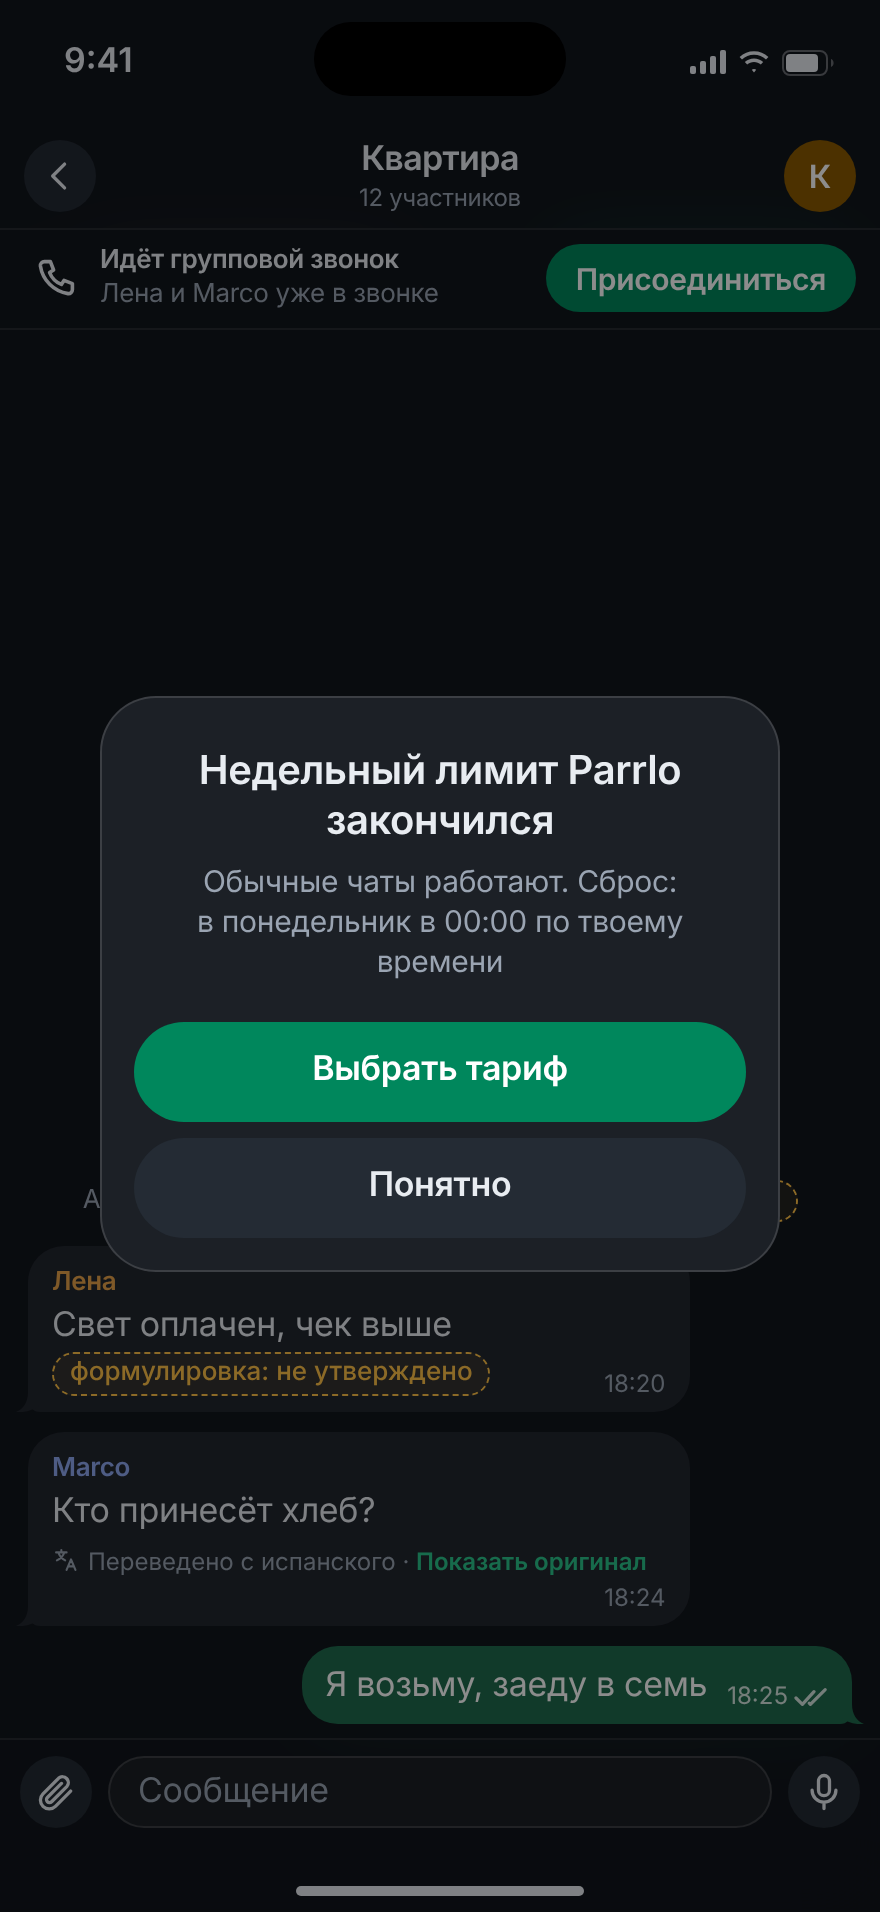 9:41
Квартира
12 участников
К
Идёт групповой звонок
Лена и Marco уже в звонке
Присоединиться
Недельный лимит Parrlo
закончился
Обычные чаты работают. Сброс:
в понедельник в 00:00 по твоему
времени
Выбрать тариф
Понятно
Лена
Свет оплачен, чек выше
формулировка: не утверждено
18:20
Marco
Кто принесёт хлеб?
Переведено с испанского · Показать оригинал
18:24
Я возьму, заеду в семь 18:25
Сообщение